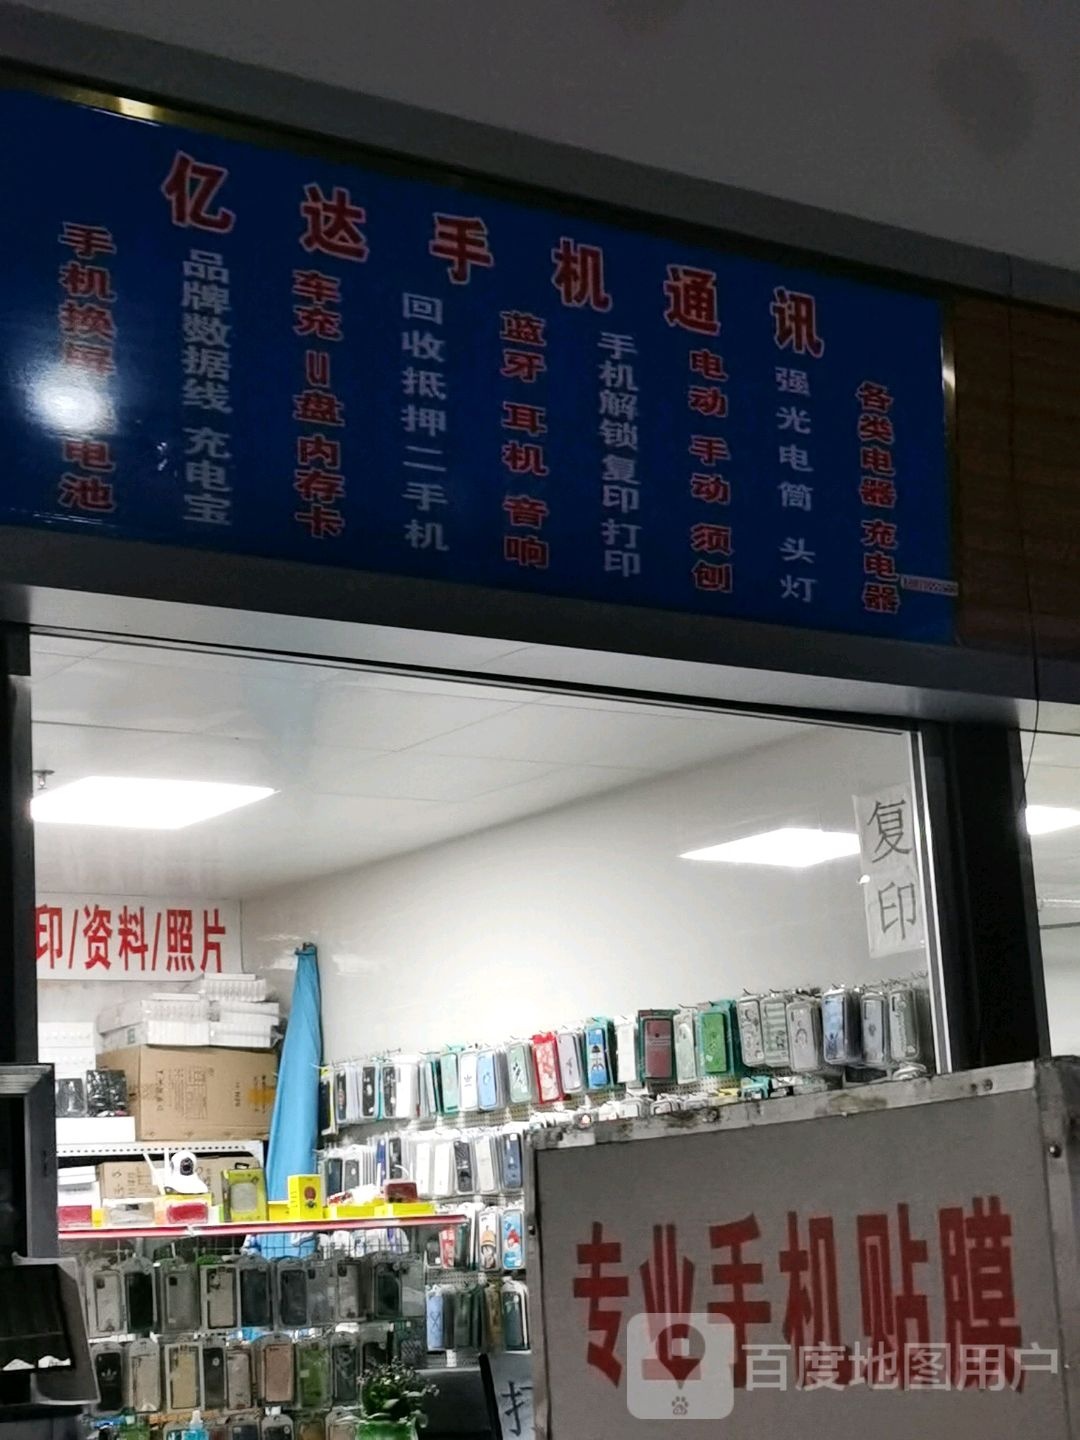 亿达手机通讯
手机换屏 电池
品牌数据线 充电宝
车充 U盘 内存卡
回收抵押二手机
蓝牙 耳机 音响
手机解锁复印打印
电动 手动 须刨
强光电筒 头灯
各类电器 充电器
复印
印/资料/照片
专业手机贴膜
打
百度地图用户